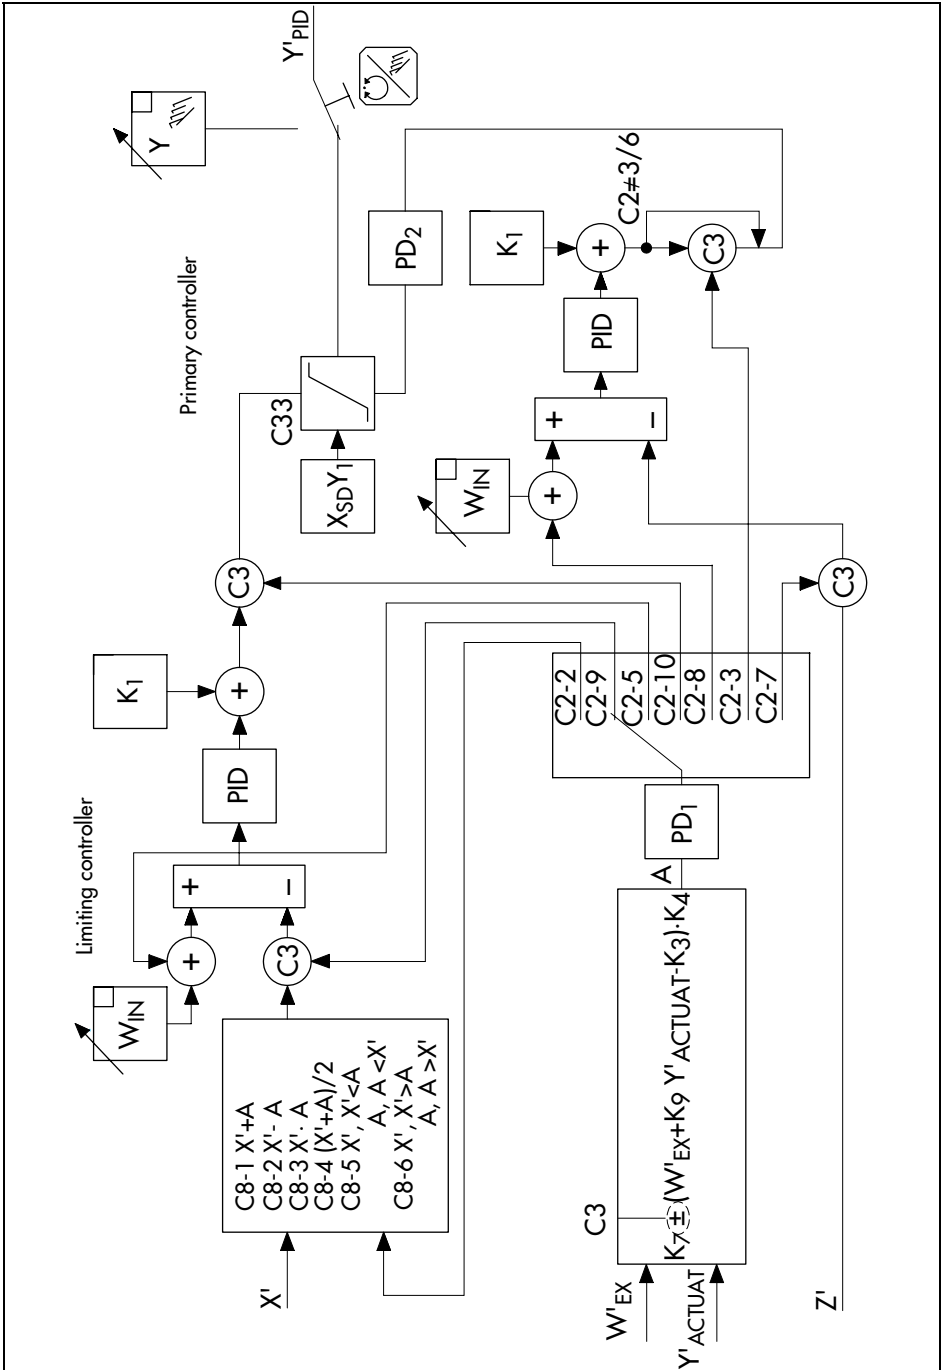 Limiting controller
Primary controller
X'
C8-1 X'+A
C8-2 X'- A
C8-3 X'· A
C8-4 (X'+A)/2
C8-5 X', X'<A
A, A <X'
C8-6 X', X'>A
A, A >X'
WIN
+
C3
+
−
PID
K1
+
C3
XSDY1
C33
Y
Y'PID
PD2
W'EX
Y'ACTUAT
C3
K7(±)(W'EX+K9 Y'ACTUAT-K3)·K4
A
PD1
C2-2
C2-9
C2-5
C2-10
C2-8
C2-3
C2-7
WIN
+
+
−
PID
K1
+
C2≠3/6
C3
Z'
C3